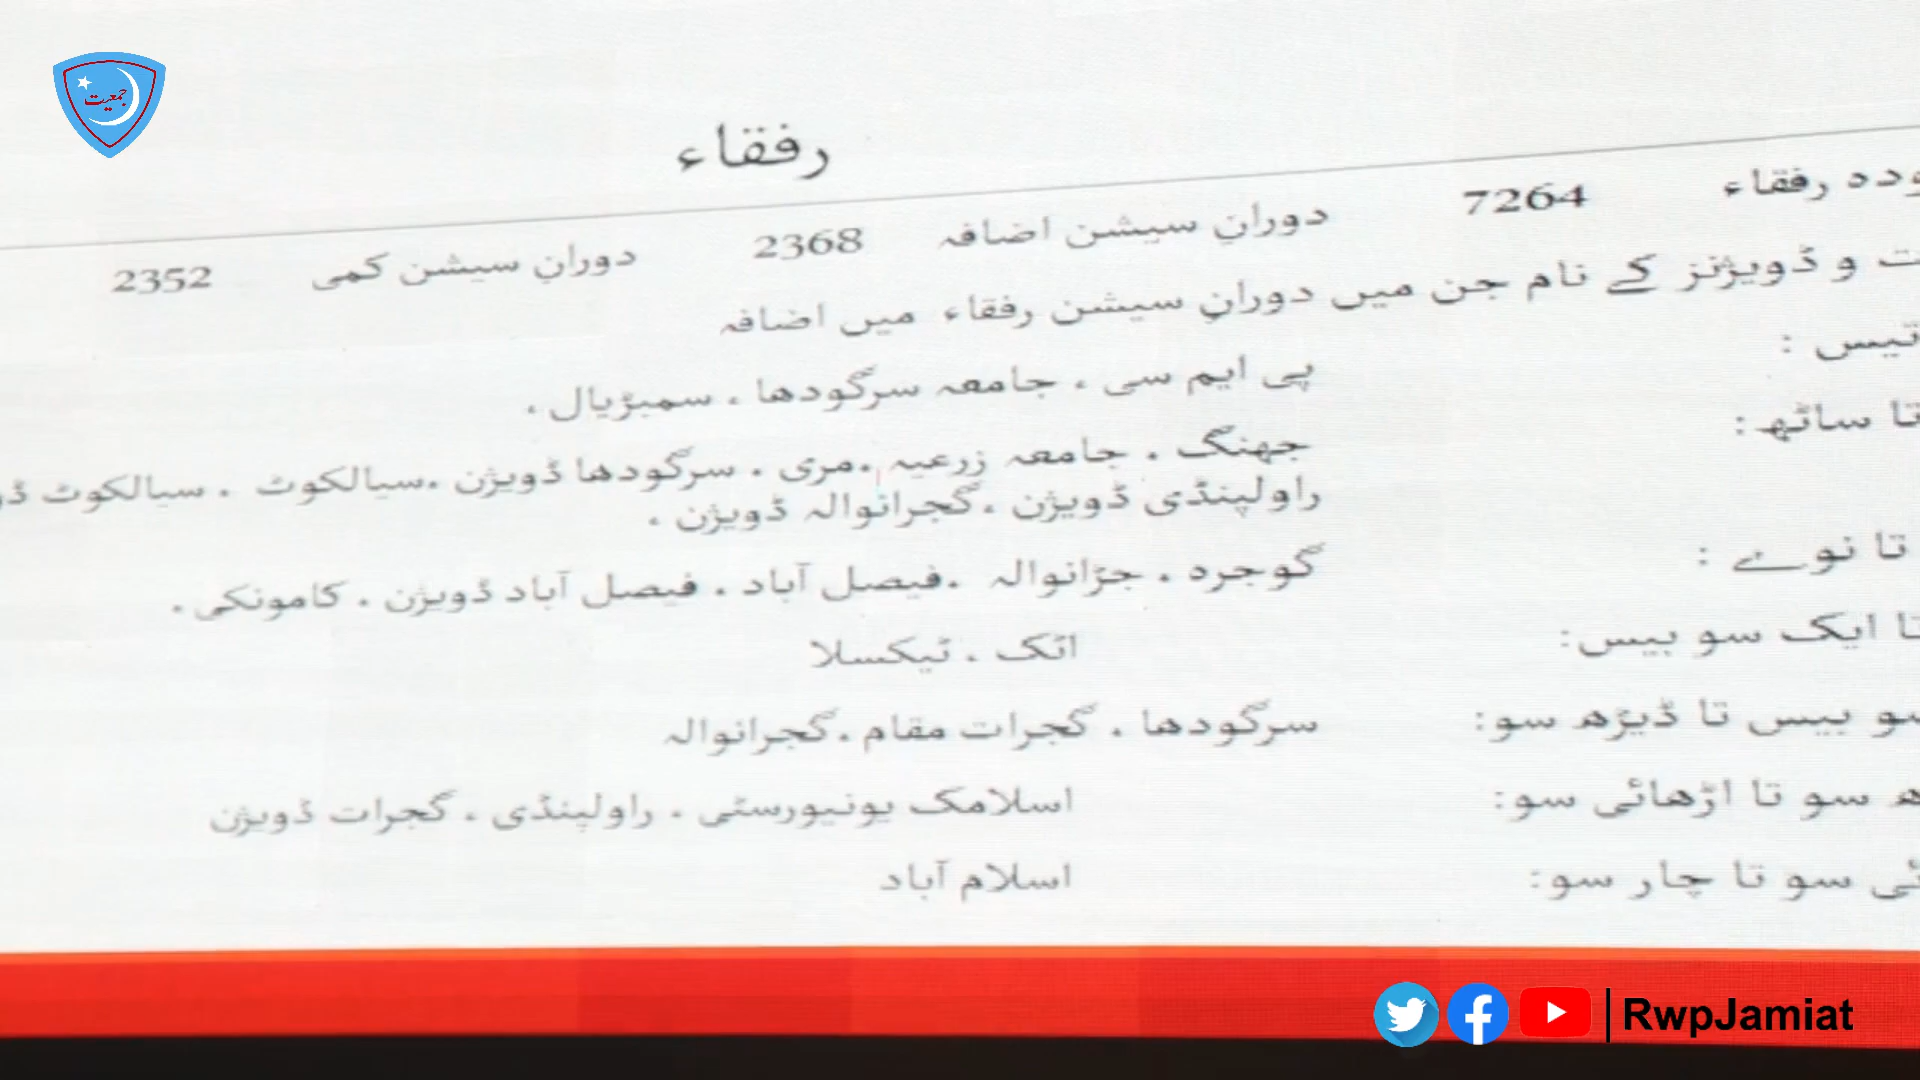 جمعیت
رفقاء
رفقاء 7264 دورانِ سیشن اضافہ 2368 دورانِ سیشن کمی 2352
و ڈویژنز کے نام جن میں دورانِ سیشن رفقاء میں اضافہ
تیس : پی ایم سی ، جامعہ سرگودھا ، سمبڑیال ،
تا ساٹھ: جھنگ ، جامعہ زرعیہ ،مری ، سرگودھا ڈویژن ،سیالکوٹ ، سیالکوٹ
راولپنڈی ڈویژن ،گجرانوالہ ڈویژن ،
تا نوے : گوجرہ ، جڑانوالہ ،فیصل آباد ، فیصل آباد ڈویژن ، کامونکی ،
تا ایک سو بیس: اٹک ، ٹیکسلا
سو بیس تا ڈیڑھ سو: سرگودھا ، گجرات مقام ،گجرانوالہ
سو تا اڑھائی سو: اسلامک یونیورسٹی ، راولپنڈی ، گجرات ڈویژن
سو تا چار سو: اسلام آباد
RwpJamiat